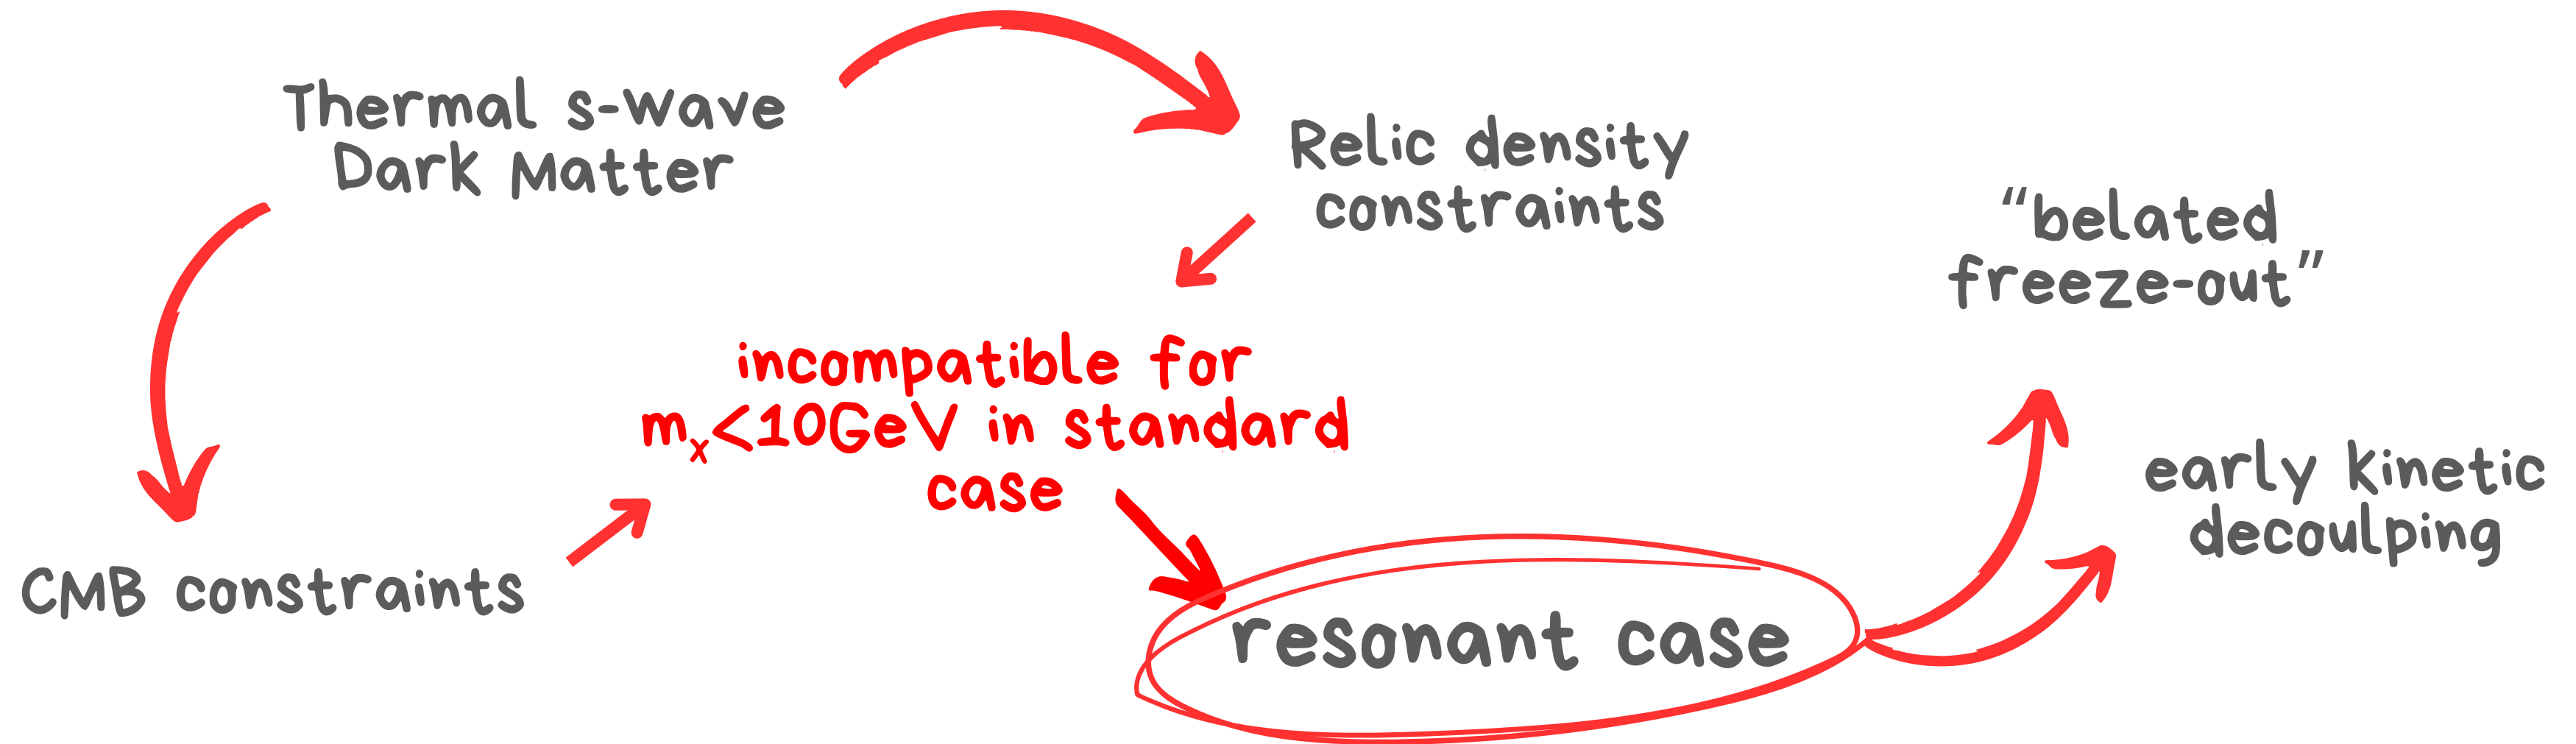 Thermal s-wave
Dark Matter
Relic density
constraints
"belated
freeze-out"
incompatible for
mₓ<10GeV in standard
case
early kinetic
decoulping
CMB constraints
resonant case